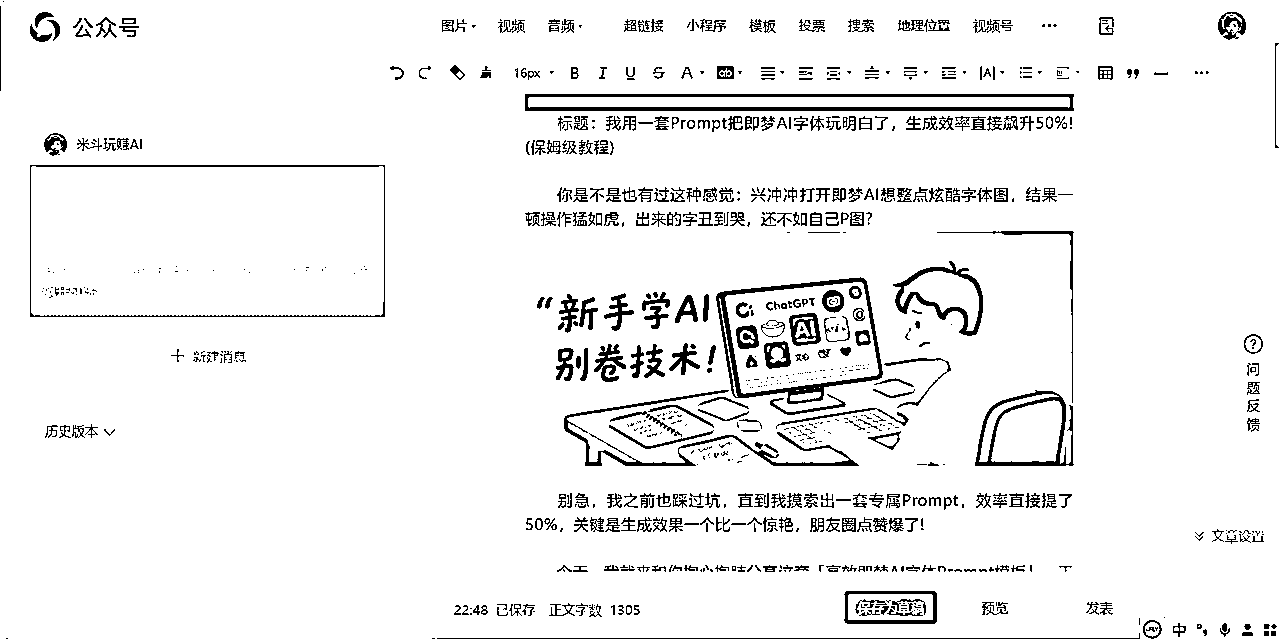 公众号
图片 视频 音频 超链接 小程序 模板 投票 搜索 地理位置 视频号
16px B I U S A
米斗玩赚AI
新建消息
历史版本
标题：我用一套Prompt把即梦AI字体玩明白了，生成效率直接飙升50%!
(保姆级教程)
你是不是也有过这种感觉：兴冲冲打开即梦AI想整点炫酷字体图，结果一
顿操作猛如虎，出来的字丑到哭，还不如自己P图？
“新手学AI
别卷技术！
ChatGPT
AI
别急，我之前也踩过坑，直到我摸索出一套专属Prompt，效率直接提了
50%，关键是生成效果一个比一个惊艳，朋友圈点赞爆了!
问题反馈
文章设置
22:48 已保存 正文字数 1305
保存为草稿 预览 发表
中